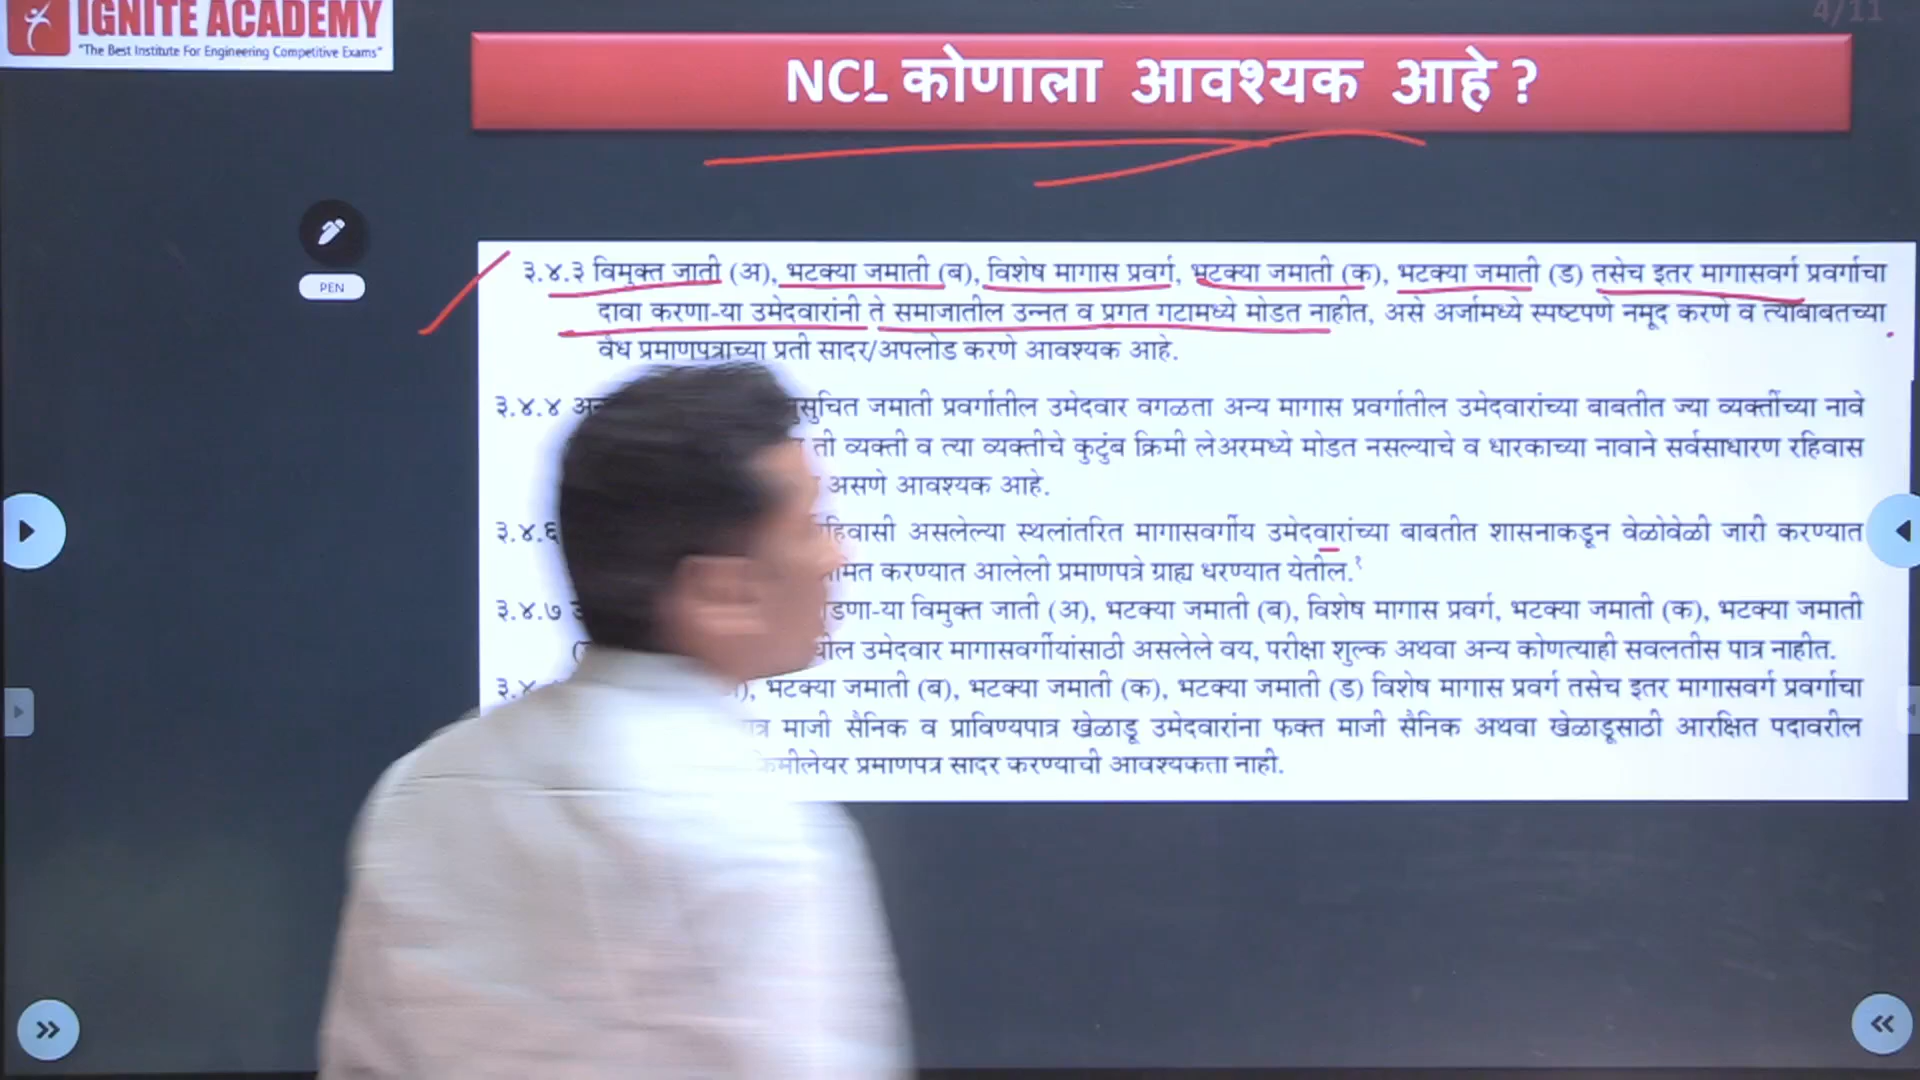 IGNITE ACADEMY
"The Best Institute For Engineering Competitive Exams"
4/11
NCL कोणाला आवश्यक आहे ?
PEN
३.४.३ विमुक्त जाती (अ), भटक्या जमाती (ब), विशेष मागास प्रवर्ग, भटक्या जमाती (क), भटक्या जमाती (ड) तसेच इतर मागासवर्ग प्रवर्गाचा
दावा करणा-या उमेदवारांनी ते समाजातील उन्नत व प्रगत गटामध्ये मोडत नाहीत, असे अर्जामध्ये स्पष्टपणे नमूद करणे व त्याबाबतच्या
वैध प्रमाणपत्राच्या प्रती सादर/अपलोड करणे आवश्यक आहे.
३.४.४ जमाती प्रवर्गातील उमेदवार वगळता अन्य मागास प्रवर्गातील उमेदवारांच्या बाबतीत ज्या व्यक्तींच्या नावे
ती व्यक्ती व त्या व्यक्तीचे कुटुंब क्रिमी लेअरमध्ये मोडत नसल्याचे व धारकाच्या नावाने सर्वसाधारण रहिवास
असणे आवश्यक आहे.
३.४.६ असलेल्या स्थलांतरित मागासवर्गीय उमेदवारांच्या बाबतीत शासनाकडून वेळोवेळी जारी करण्यात
करण्यात आलेली प्रमाणपत्रे ग्राह्य धरण्यात येतील.१
३.४.७ विमुक्त जाती (अ), भटक्या जमाती (ब), विशेष मागास प्रवर्ग, भटक्या जमाती (क), भटक्या जमाती
उमेदवार मागासवर्गीयांसाठी असलेले वय, परीक्षा शुल्क अथवा अन्य कोणत्याही सवलतीस पात्र नाहीत.
भटक्या जमाती (ब), भटक्या जमाती (क), भटक्या जमाती (ड) विशेष मागास प्रवर्ग तसेच इतर मागासवर्ग प्रवर्गाचा
माजी सैनिक व प्राविण्यपात्र खेळाडू उमेदवारांना फक्त माजी सैनिक अथवा खेळाडूसाठी आरक्षित पदावरील
प्रमाणपत्र सादर करण्याची आवश्यकता नाही.